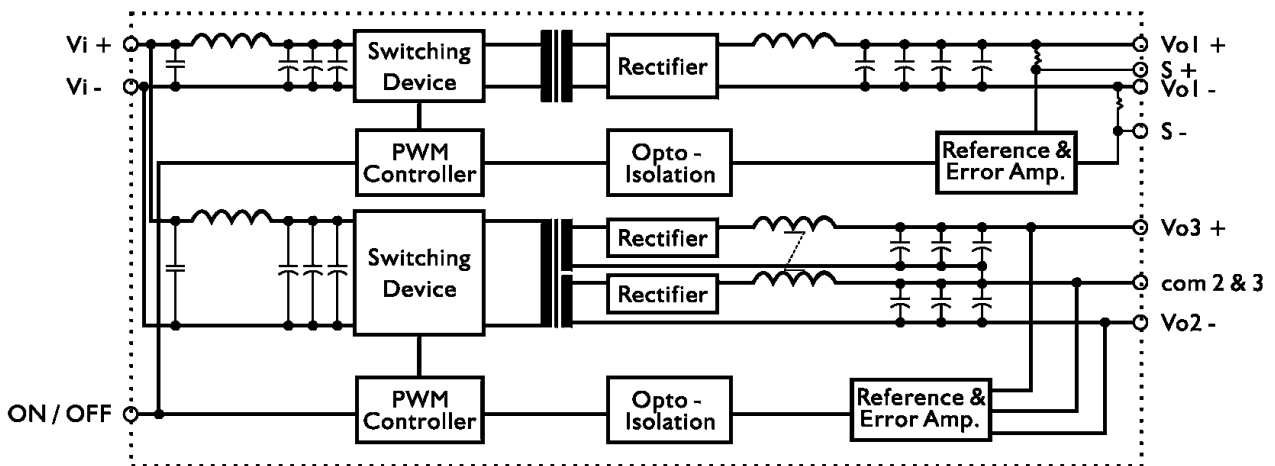 Vi +
Vi -
Switching
Device
Rectifier
Vo1 +
S +
Vo1 -
S -
PWM
Controller
Opto -
Isolation
Reference &
Error Amp.
Switching
Device
Rectifier
Rectifier
Vo3 +
com 2 & 3
Vo2 -
ON / OFF
PWM
Controller
Opto -
Isolation
Reference &
Error Amp.